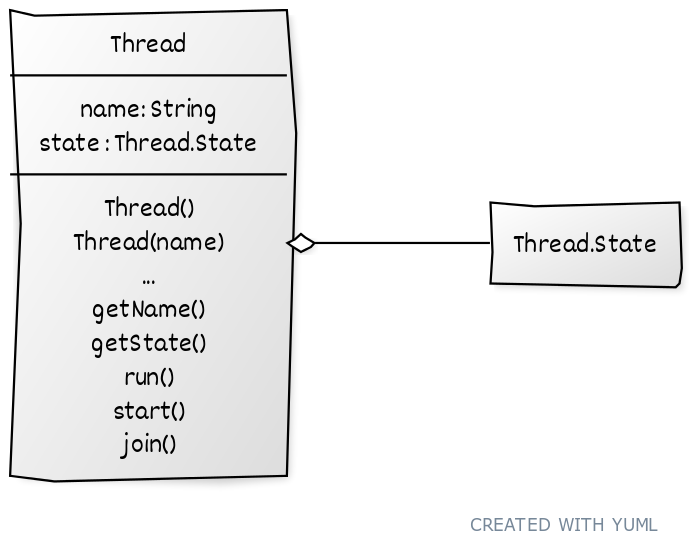 Thread
name: String
state : Thread.State
Thread()
Thread(name)
...
getName()
getState()
run()
start()
join()
Thread.State
CREATED WITH YUML